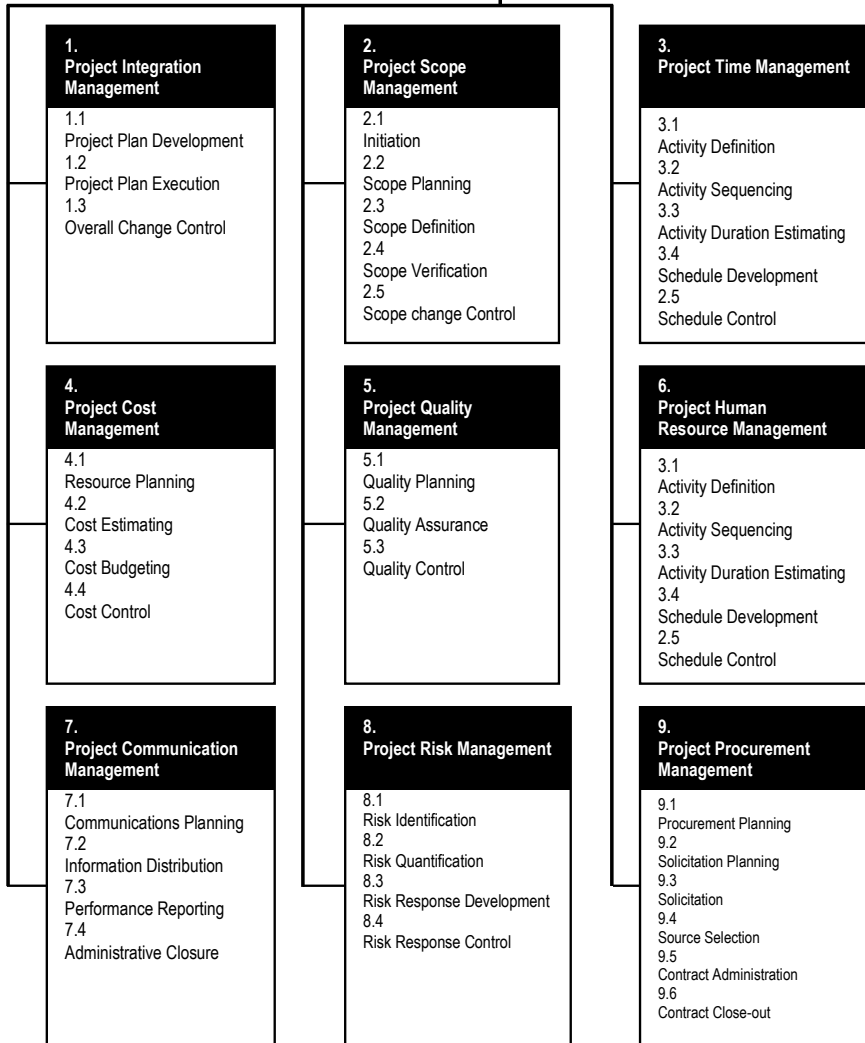 1.
Project Integration
Management
1.1
Project Plan Development
1.2
Project Plan Execution
1.3
Overall Change Control
2.
Project Scope
Management
2.1
Initiation
2.2
Scope Planning
2.3
Scope Definition
2.4
Scope Verification
2.5
Scope change Control
3.
Project Time Management
3.1
Activity Definition
3.2
Activity Sequencing
3.3
Activity Duration Estimating
3.4
Schedule Development
2.5
Schedule Control
4.
Project Cost
Management
4.1
Resource Planning
4.2
Cost Estimating
4.3
Cost Budgeting
4.4
Cost Control
5.
Project Quality
Management
5.1
Quality Planning
5.2
Quality Assurance
5.3
Quality Control
6.
Project Human
Resource Management
3.1
Activity Definition
3.2
Activity Sequencing
3.3
Activity Duration Estimating
3.4
Schedule Development
2.5
Schedule Control
7.
Project Communication
Management
7.1
Communications Planning
7.2
Information Distribution
7.3
Performance Reporting
7.4
Administrative Closure
8.
Project Risk Management
8.1
Risk Identification
8.2
Risk Quantification
8.3
Risk Response Development
8.4
Risk Response Control
9.
Project Procurement
Management
9.1
Procurement Planning
9.2
Solicitation Planning
9.3
Solicitation
9.4
Source Selection
9.5
Contract Administration
9.6
Contract Close-out